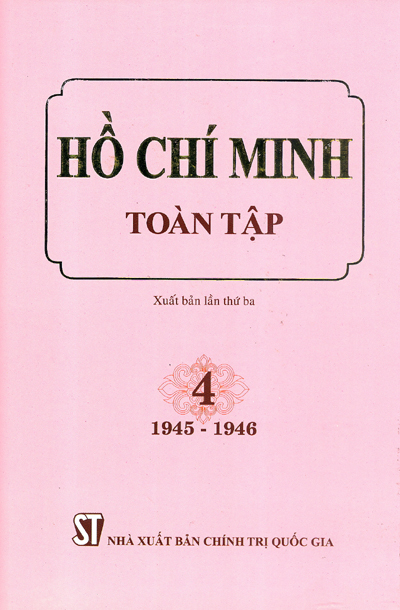 HỒ CHÍ MINH
TOÀN TẬP
Xuất bản lần thứ ba
4
1945 - 1946
ST NHÀ XUẤT BẢN CHÍNH TRỊ QUỐC GIA